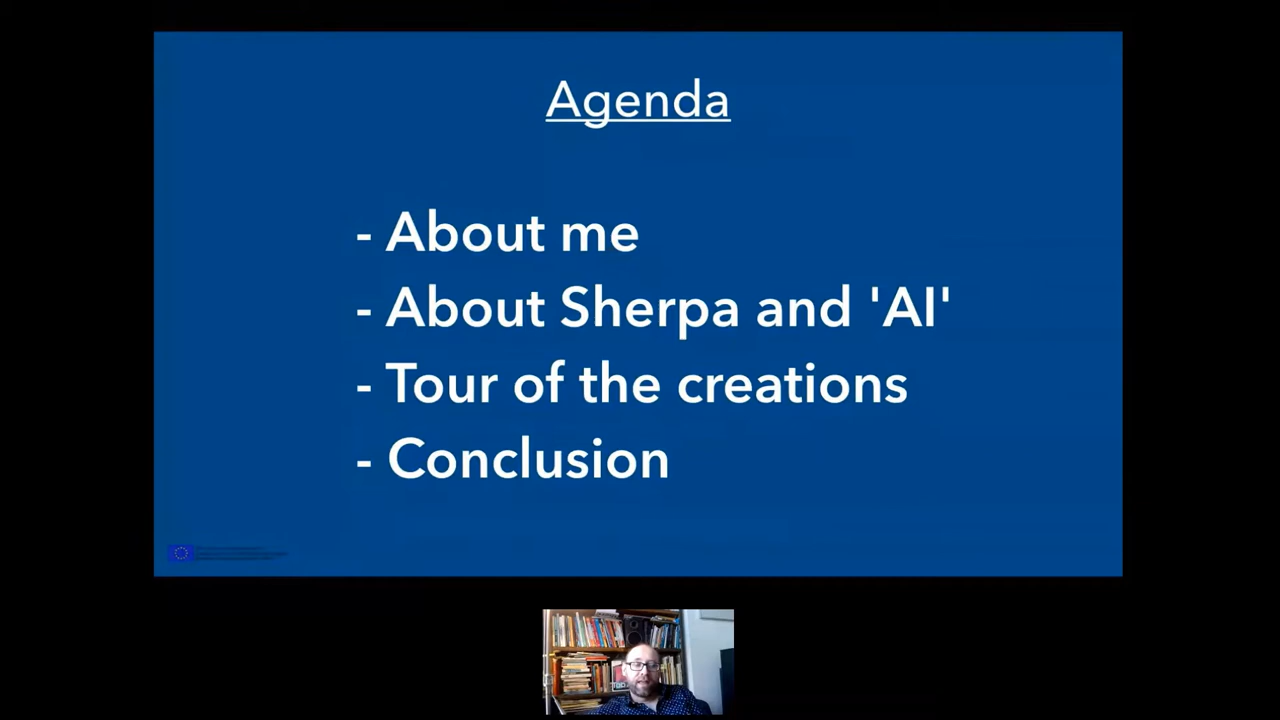 Agenda
- About me
- About Sherpa and 'AI'
- Tour of the creations
- Conclusion